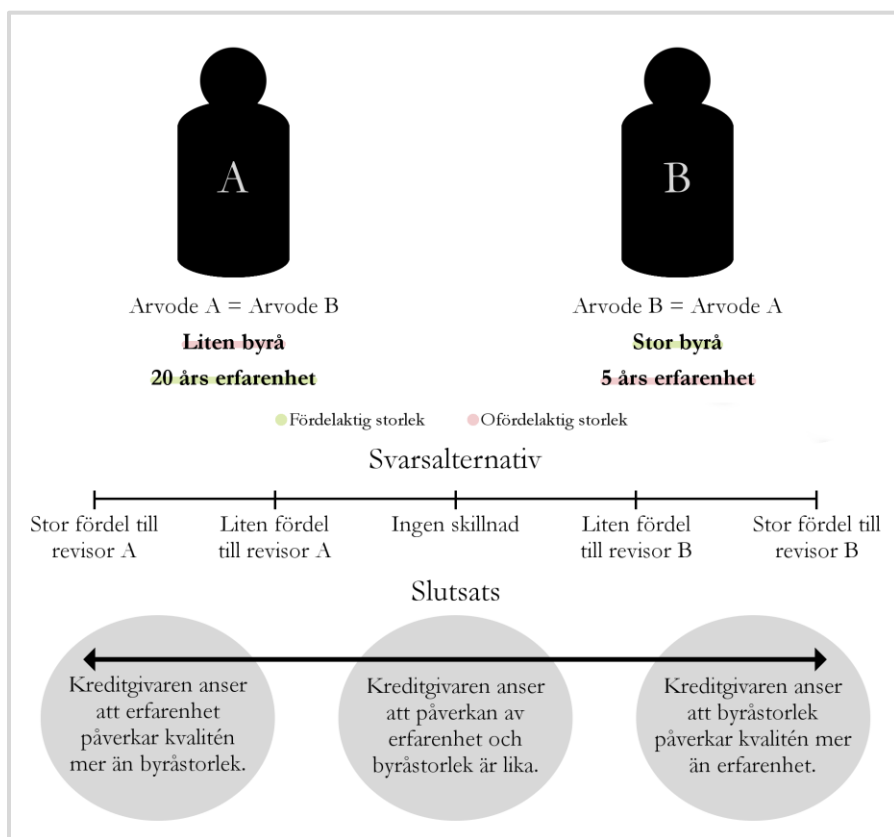 A
B
Arvode A = Arvode B
Liten byrå
20 års erfarenhet
Arvode B = Arvode A
Stor byrå
5 års erfarenhet
Fördelaktig storlek
Ofördelaktig storlek
Svarsalternativ
Stor fördel till
revisor A
Liten fördel
till revisor A
Ingen skillnad
Liten fördel
till revisor B
Stor fördel till
revisor B
Slutsats
Kreditgivaren anser
att erfarenhet
påverkar kvalitén
mer än byråstorlek.
Kreditgivaren anser
att påverkan av
erfarenhet och
byråstorlek är lika.
Kreditgivaren anser
att byråstorlek
påverkar kvalitén mer
än erfarenhet.